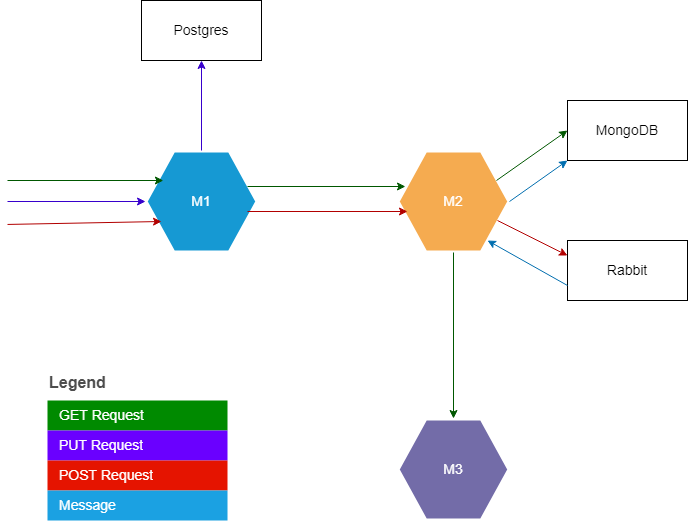 Postgres
MongoDB
M1
M2
Rabbit
Legend
GET Request
PUT Request
POST Request
Message
M3